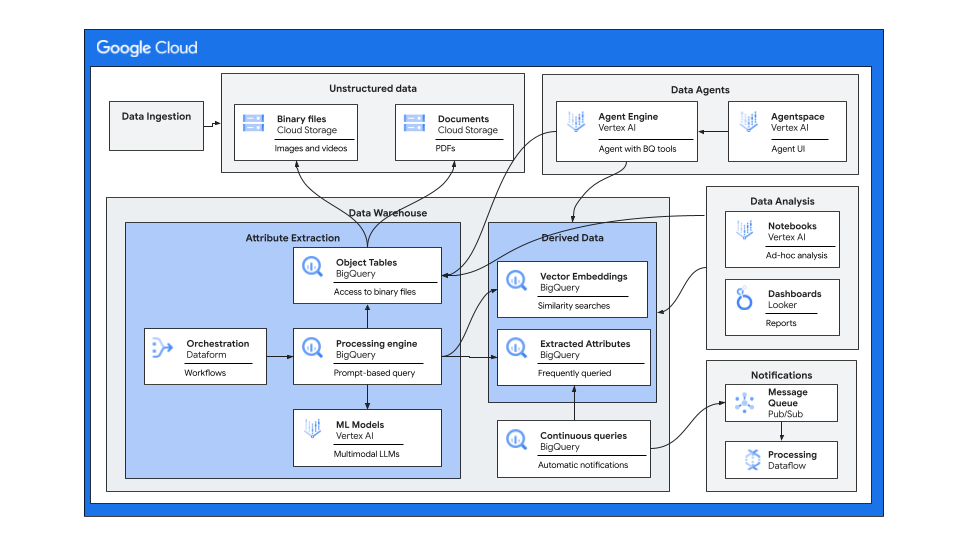 Google Cloud
Data Ingestion
Unstructured data
Binary files
Cloud Storage
Images and videos
Documents
Cloud Storage
PDFs
Data Agents
Agent Engine
Vertex AI
Agent with BQ tools
Agentspace
Vertex AI
Agent UI
Data Warehouse
Attribute Extraction
Object Tables
BigQuery
Access to binary files
Orchestration
Dataform
Workflows
Processing engine
BigQuery
Prompt-based query
ML Models
Vertex AI
Multimodal LLMs
Derived Data
Vector Embeddings
BigQuery
Similarity searches
Extracted Attributes
BigQuery
Frequently queried
Continuous queries
BigQuery
Automatic notifications
Data Analysis
Notebooks
Vertex AI
Ad-hoc analysis
Dashboards
Looker
Reports
Notifications
Message
Queue
Pub/Sub
Processing
Dataflow